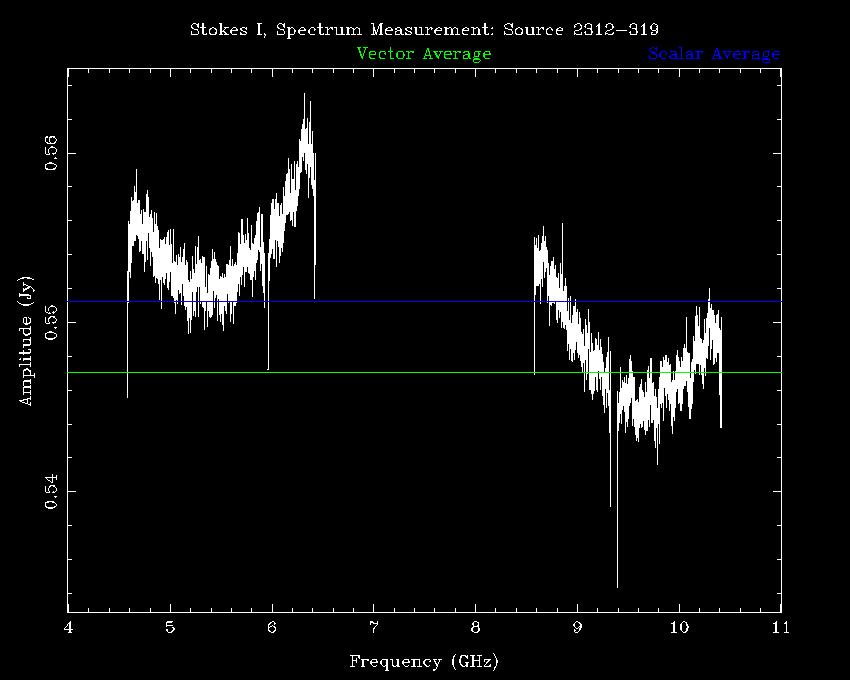 Stokes I, Spectrum Measurement: Source 2312-319
Vector Average Scalar Average
0.56
0.55
0.54
Amplitude (Jy)
4 5 6 7 8 9 10 11
Frequency (GHz)